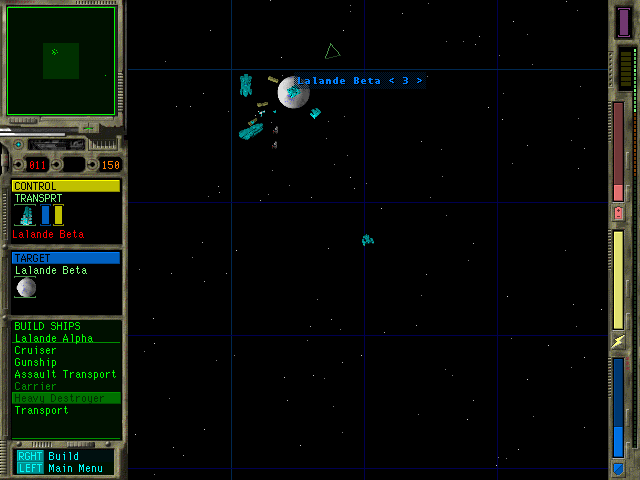 Lalande Beta < 3 >
011 150
CONTROL
TRANSPRT
Lalande Beta
TARGET
Lalande Beta
BUILD SHIPS
Lalande Alpha
Cruiser
Gunship
Assault Transport
Carrier
Heavy Destroyer
Transport
RGHT Build
LEFT Main Menu